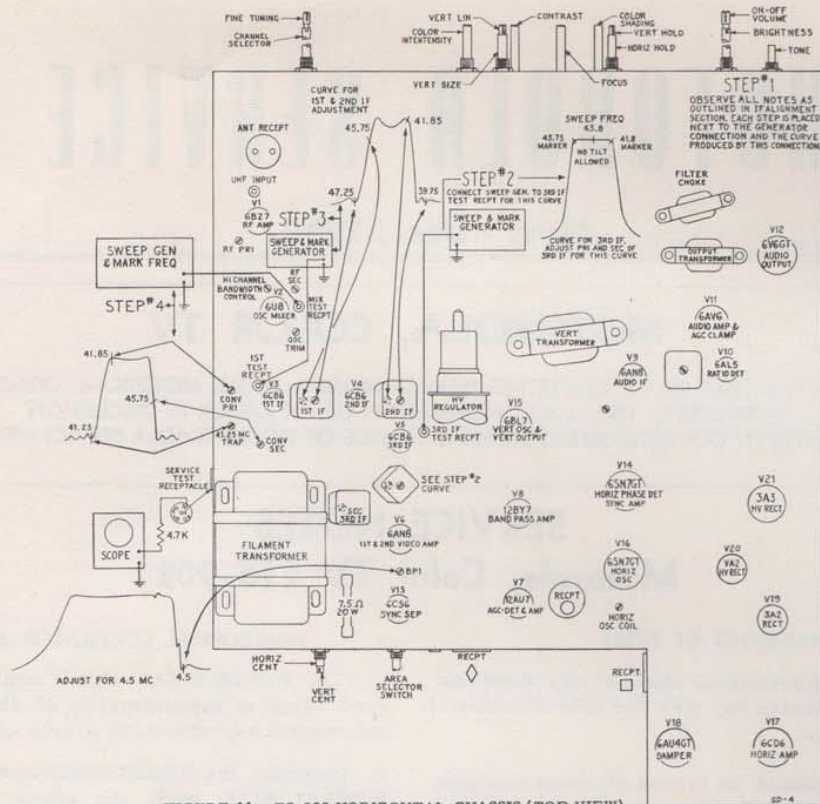 FINE TUNING
CHANNEL
SELECTOR
VERT LIN
COLOR
INTEHTENSITY
CONTRAST
COLOR
SHADING
VERT HOLD
HORIZ HOLD
ON-OFF
VOLUME
BRIGHTNESS
TONE
VERT SIZE
FOCUS
STEP #1
OBSERVE ALL NOTES AS
OUTLINED IN IF ALIGNMENT
SECTION. EACH STEP IS PLACED
NEXT TO THE GENERATOR
CONNECTION AND THE CURVE
PRODUCED BY THIS CONNECTION
CURVE FOR
1ST & 2ND IF
ADJUSTMENT
45.75
41.85
47.25
39.75
SWEEP FREQ
43.8
45.75
MARKER
41.8
MARKER
NO TILT
ALLOWED
CURVE FOR 3RD IF,
ADJUST PRI AND SEC OF
3RD IF FOR THIS CURVE
STEP #2
CONNECT SWEEP GEN. TO 3RD IF
TEST RECPT FOR THIS CURVE
SWEEP & MARK
GENERATOR
FILTER
CHOKE
OUTPUT
TRANSFORMER
V12
6V6GT
AUDIO
OUTPUT
ANT RECEPT
UHF INPUT
V1
6BZ7
RF AMP
RF PRI
STEP #3
SWEEP & MARK
GENERATOR
SWEEP GEN
& MARK FREQ
STEP #4
HI CHANNEL
BANDWIDTH
CONTROL
RF
SEC
V2
6U8
OSC MIXER
MIX
TEST
RECPT
OSC
TRIM
1ST
TEST
RECPT
V3
6CB6
1ST IF
1ST IF
V4
6CB6
2ND IF
2ND IF
V5
6CB6
3RD IF
3RD IF
TEST RECPT
HV
REGULATOR
VERT
TRANSFORMER
V15
6BL7
VERT OSC &
VERT OUTPUT
V9
6AN8
AUDIO IF
V11
6AV6
AUDIO AMP &
AGC CLAMP
V10
6AL5
RATIO DET
41.85
45.75
41.25
CONV
PRI
41.25 MC
TRAP
CONV
SEC
SERVICE
TEST
RECEPTACLE
SCOPE
4.7K
FILAMENT
TRANSFORMER
SEC
3RD IF
SEE STEP #2
CURVE
V6
6AN8
1ST & 2ND VIDEO AMP
BP1
V13
6CS6
SYNC SEP
7.5 Ω
20 W
V8
12BY7
BAND PASS AMP
V7
12AU7
AGC-DET & AMP
RECPT
V14
6SN7GT
HORIZ PHASE DET
SYNC AMP
V16
6SN7GT
HORIZ
OSC
HORIZ
OSC COIL
V21
3A3
HV RECT
V20
VA2
HV RECT
V19
3A2
RECT
ADJUST FOR 4.5 MC
4.5
HORIZ
CENT
VERT
CENT
AREA
SELECTOR
SWITCH
RECPT
RECPT.
V18
6AU4GT
DAMPER
V17
6CD6
HORIZ AMP
SP-4